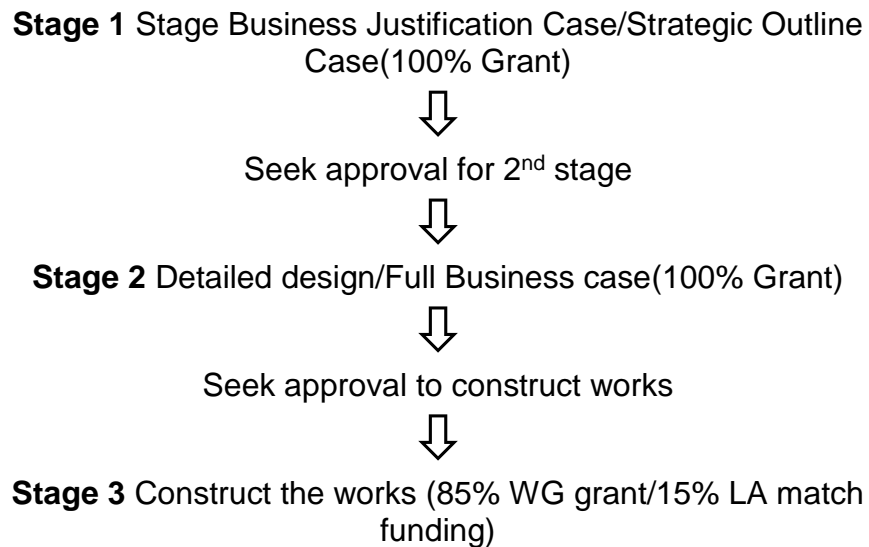 Stage 1 Stage Business Justification Case/Strategic Outline
Case(100% Grant)
Seek approval for 2nd stage
Stage 2 Detailed design/Full Business case(100% Grant)
Seek approval to construct works
Stage 3 Construct the works (85% WG grant/15% LA match
funding)